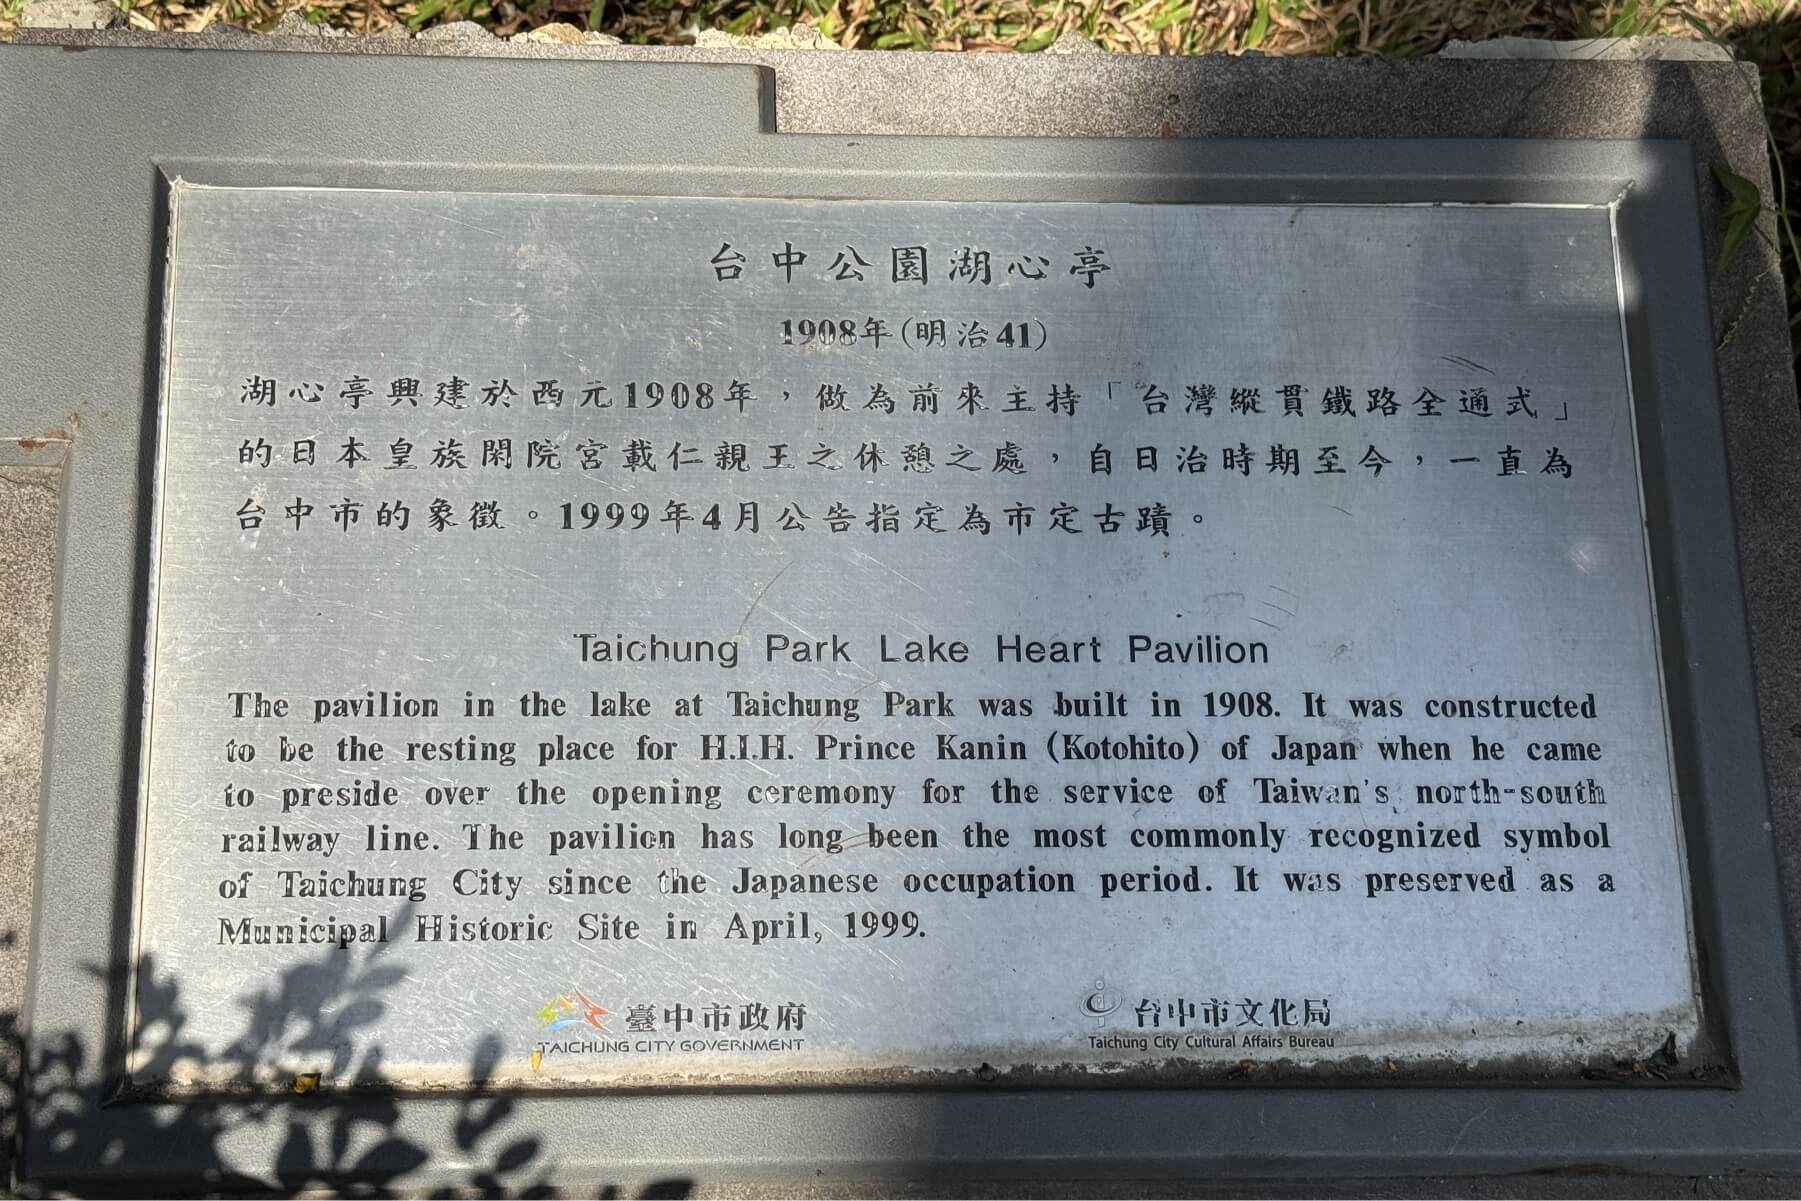 台中公園湖心亭
1908年(明治41)
湖心亭興建於西元1908年，做為前來主持「台灣縱貫鐵路全通式」
的日本皇族閑院宮載仁親王之休憩之處，自日治時期至今，一直為
台中市的象徵。1999年4月公告指定為市定古蹟。
Taichung Park Lake Heart Pavilion
The pavilion in the lake at Taichung Park was built in 1908. It was constructed
to be the resting place for H.I.H. Prince Kanin (Kotohito) of Japan when he came
to preside over the opening ceremony for the service of Taiwan's north-south
railway line. The pavilion has long been the most commonly recognized symbol
of Taichung City since the Japanese occupation period. It was preserved as a
Municipal Historic Site in April, 1999.
臺中市政府
TAICHUNG CITY GOVERNMENT
台中市文化局
Taichung City Cultural Affairs Bureau